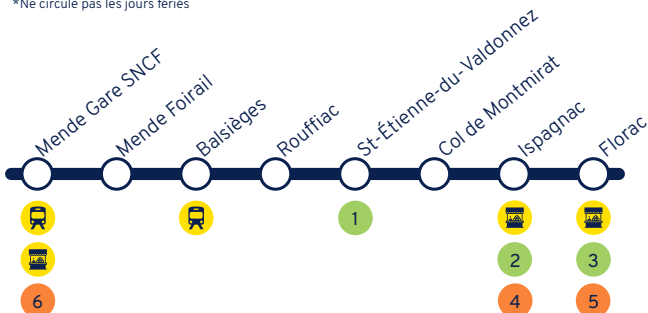 *Ne circule pas les jours fériés
Mende Gare SNCF
Mende Foirail
Balsièges
Rouffiac
St-Étienne-du-Valdonnez
Col de Montmirat
Ispagnac
Florac
1
2
3
6
4
5